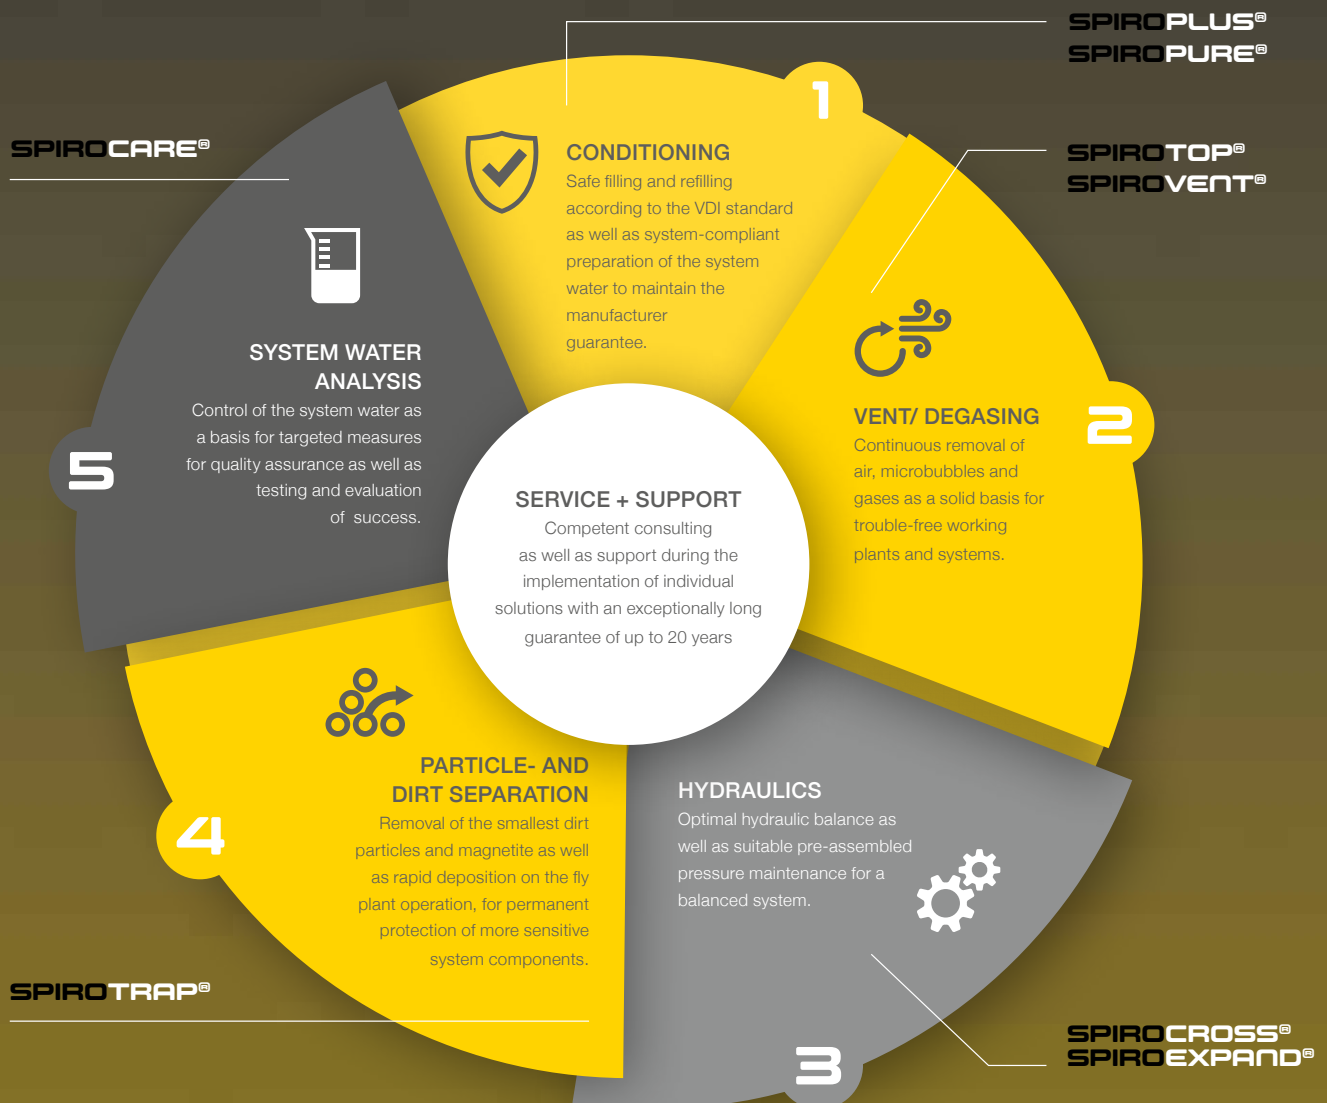 SPIROPLUS®
SPIROPURE®
1
CONDITIONING
Safe filling and refilling
according to the VDI standard
as well as system-compliant
preparation of the system
water to maintain the
manufacturer
guarantee.
SPIROTOP®
SPIROVENT®
2
VENT/ DEGASING
Continuous removal of
air, microbubbles and
gases as a solid basis for
trouble-free working
plants and systems.
HYDRAULICS
Optimal hydraulic balance as
well as suitable pre-assembled
pressure maintenance for a
balanced system.
3
SPIROCROSS®
SPIROEXPAND®
4
PARTICLE- AND
DIRT SEPARATION
Removal of the smallest dirt
particles and magnetite as well
as rapid deposition on the fly
plant operation, for permanent
protection of more sensitive
system components.
SPIROTRAP®
SPIROCARE®
5
SYSTEM WATER
ANALYSIS
Control of the system water as
a basis for targeted measures
for quality assurance as well as
testing and evaluation
of success.
SERVICE + SUPPORT
Competent consulting
as well as support during the
implementation of individual
solutions with an exceptionally long
guarantee of up to 20 years